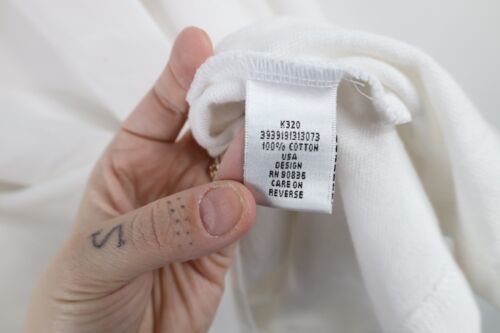 K320
3939191313073
100% COTTON
USA
DESIGN
RN 90836
CARE ON
REVERSE